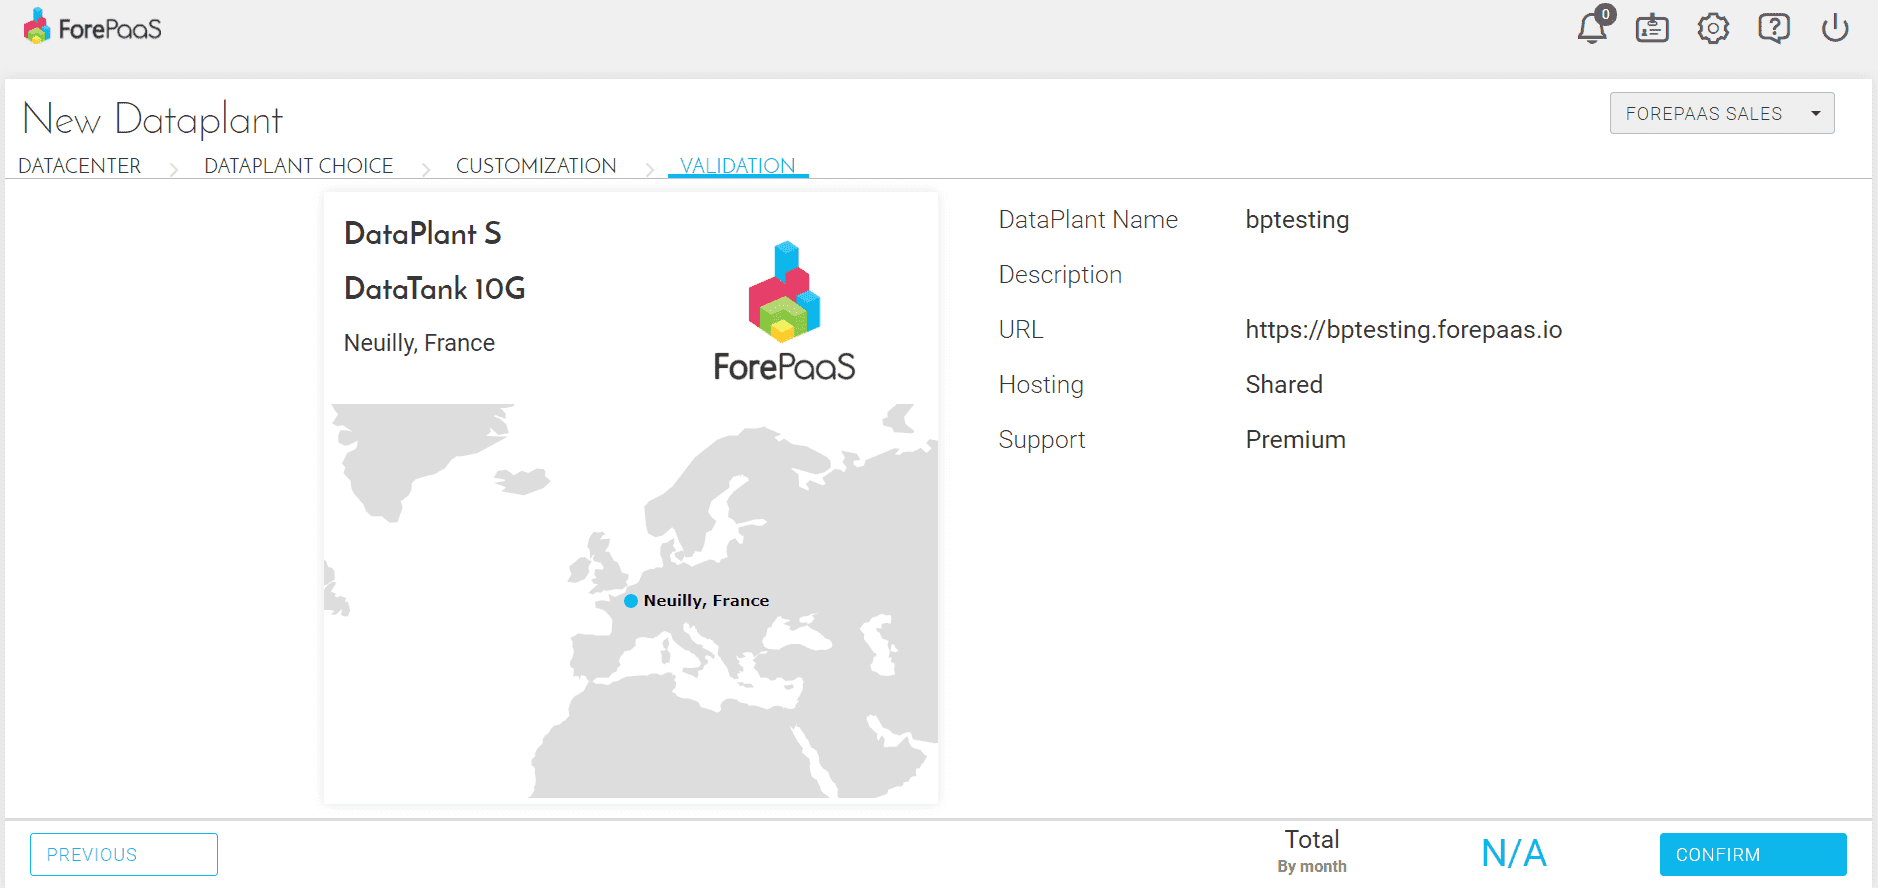 ForePaaS
0
New Dataplant
FOREPAAS SALES
DATACENTER
DATAPLANT CHOICE
CUSTOMIZATION
VALIDATION
DataPlant S
DataTank 10G
Neuilly, France
ForePaaS
Neuilly, France
DataPlant Name bptesting
Description
URL https://bptesting.forepaas.io
Hosting Shared
Support Premium
PREVIOUS
Total
By month
N/A
CONFIRM